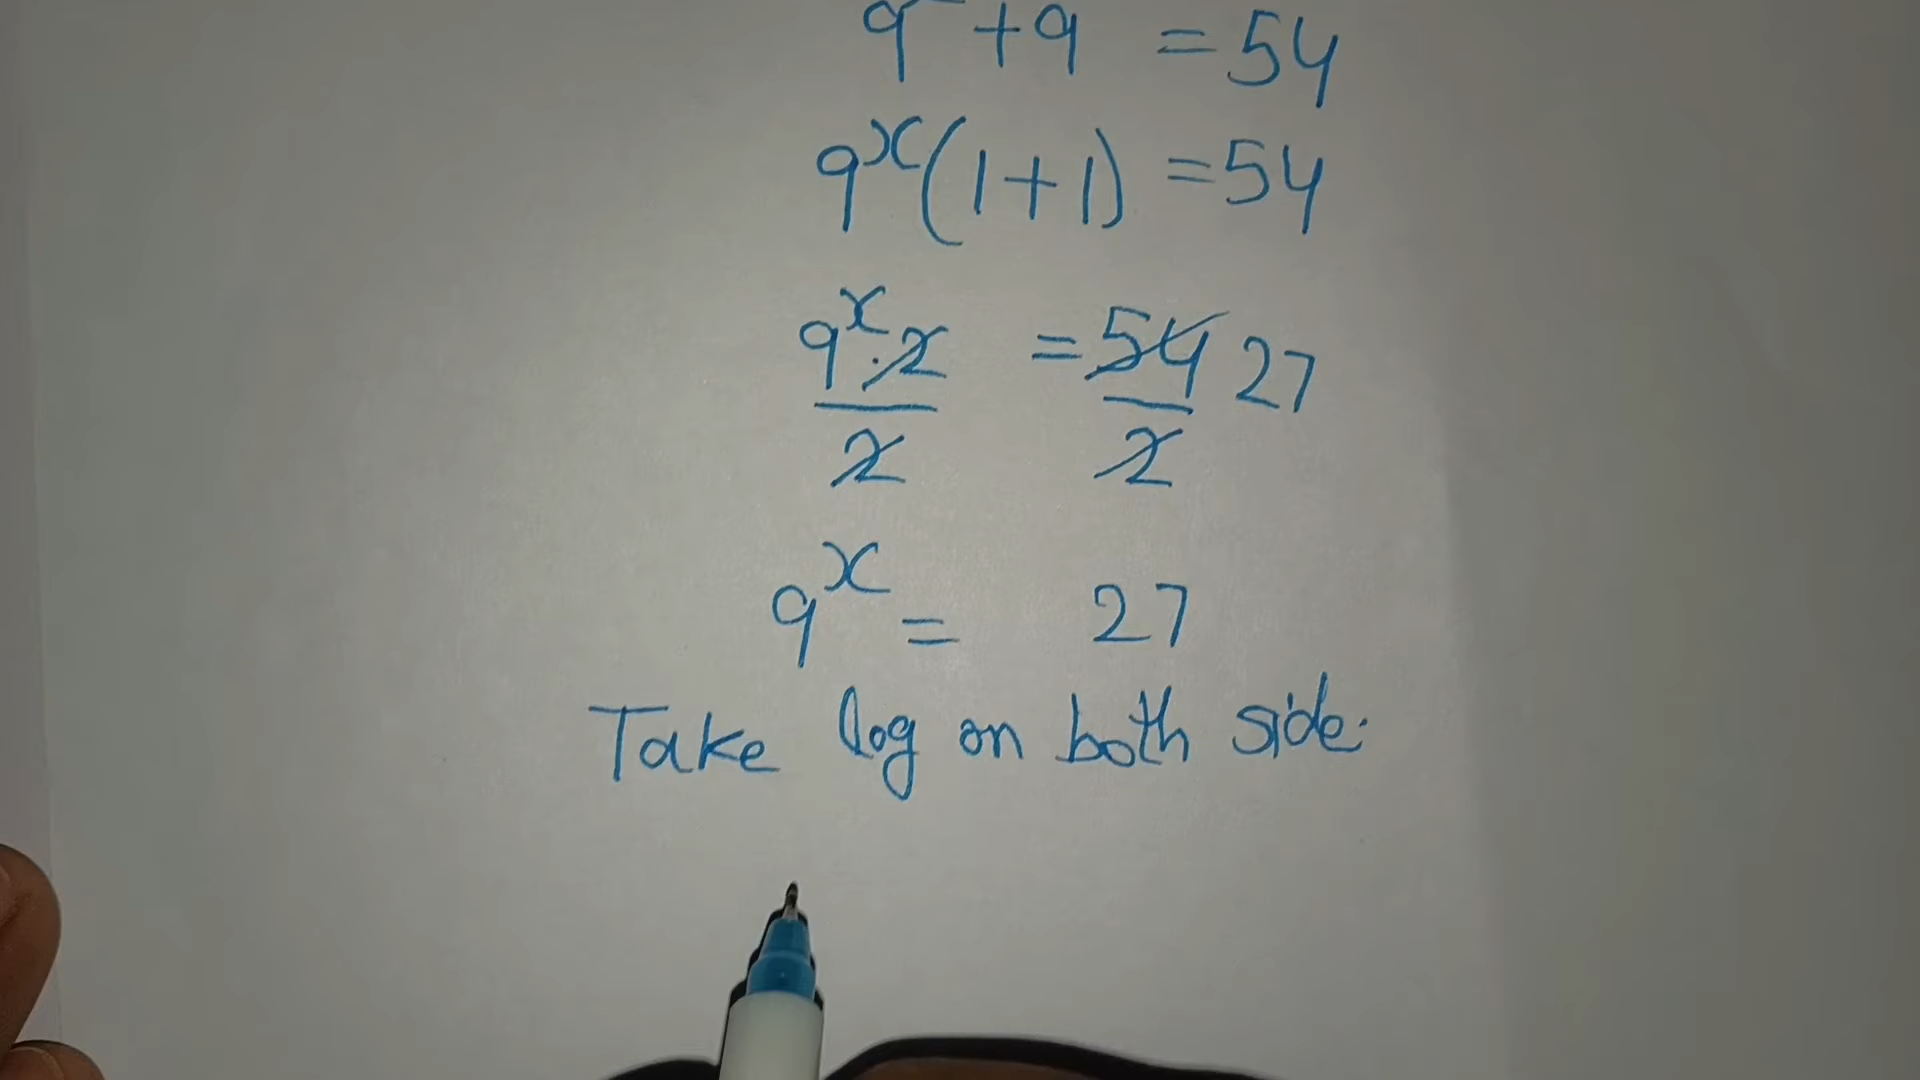 9 + 9 = 54
9^x(1+1) = 54
9^x·2/2 = 54/2 27
9^x = 27
Take log on both side.